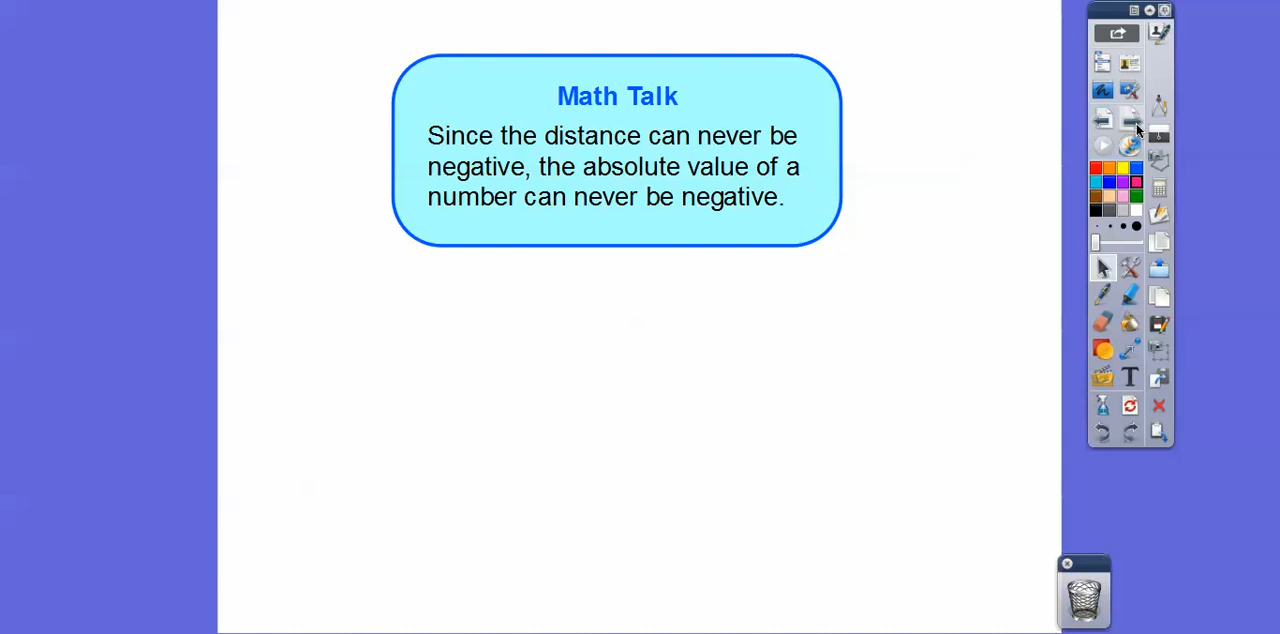 Math Talk
Since the distance can never be
negative, the absolute value of a
number can never be negative.
T